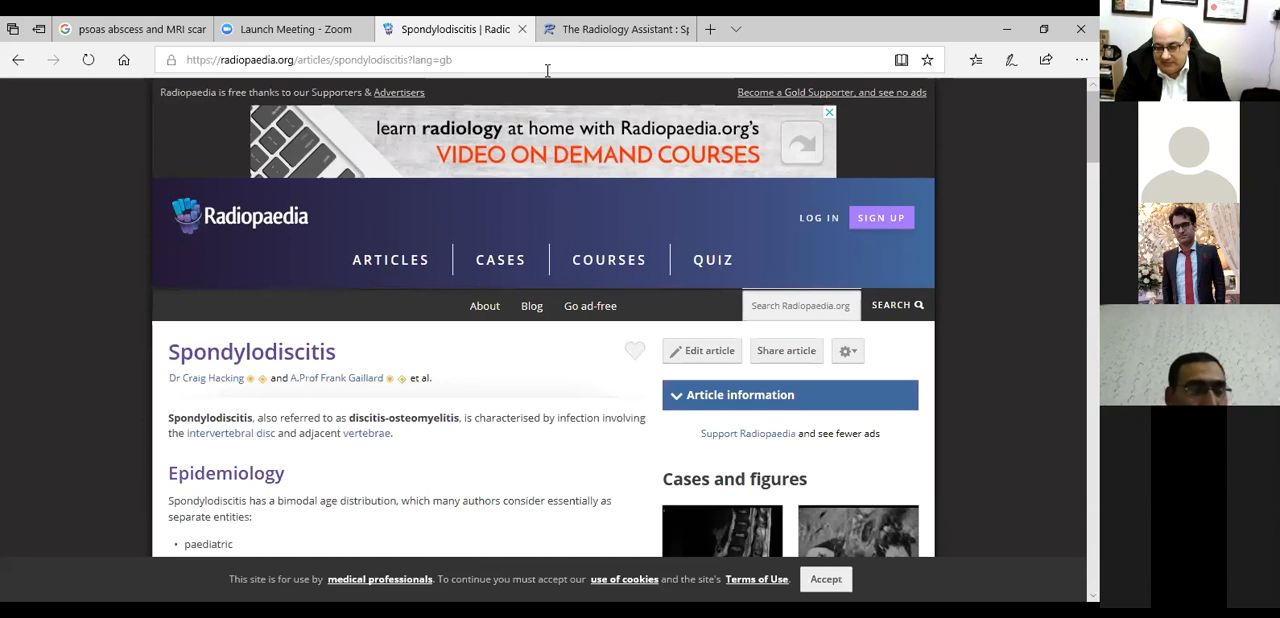 psoas abscess and MRI scar
Launch Meeting - Zoom
Spondylodiscitis | Radic
The Radiology Assistant : Sp
https://radiopaedia.org/articles/spondylodiscitis?lang=gb
Radiopaedia is free thanks to our Supporters & Advertisers
Become a Gold Supporter, and see no ads
learn radiology at home with Radiopaedia.org's
VIDEO ON DEMAND COURSES
Radiopaedia
LOG IN
SIGN UP
ARTICLES
CASES
COURSES
QUIZ
About
Blog
Go ad-free
Search Radiopaedia.org
SEARCH
Spondylodiscitis
Edit article
Share article
Dr Craig Hacking and A.Prof Frank Gaillard et al.
Article information
Spondylodiscitis, also referred to as discitis-osteomyelitis, is characterised by infection involving
the intervertebral disc and adjacent vertebrae.
Support Radiopaedia and see fewer ads
Epidemiology
Cases and figures
Spondylodiscitis has a bimodal age distribution, which many authors consider essentially as
separate entities:
• paediatric
This site is for use by medical professionals. To continue you must accept our use of cookies and the site's Terms of Use.
Accept